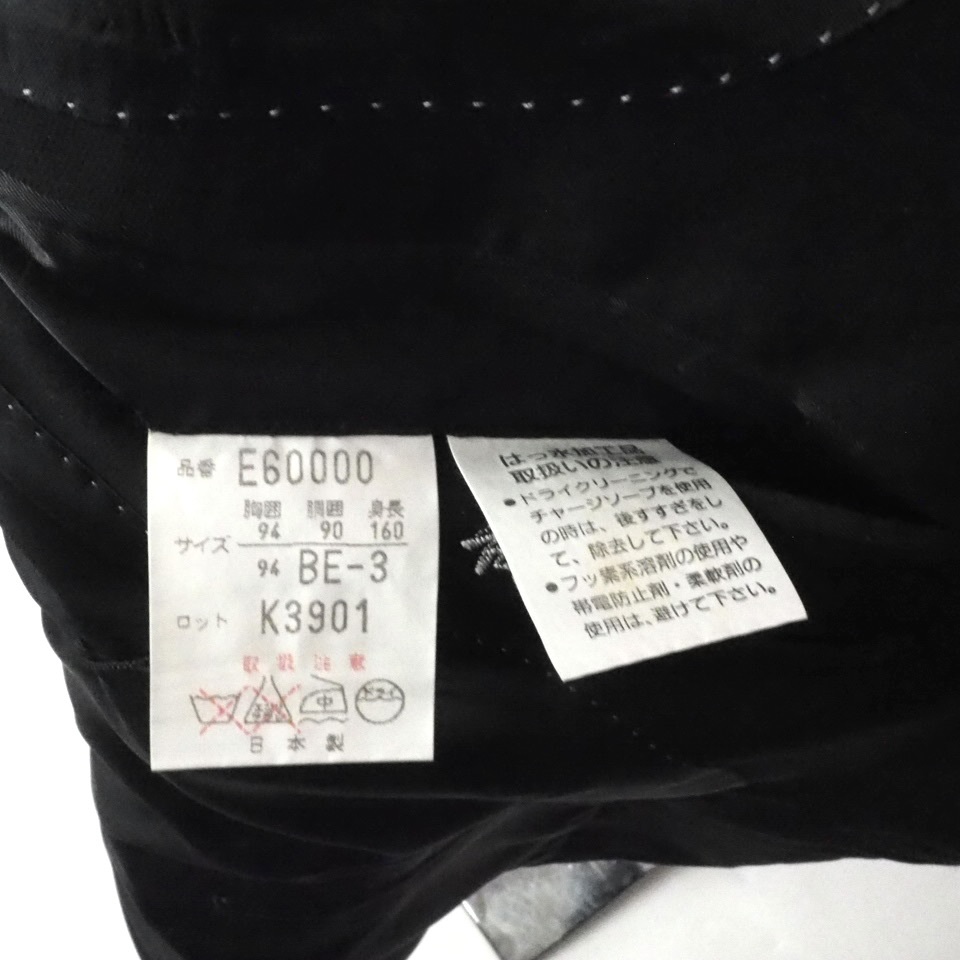 品番 E60000
胸囲 胴囲 身長
94 90 160
サイズ
94 BE-3
ロット K3901
取扱注意
中 ドライ
日本製
はっ水加工品
取扱いの注意
•ドライクリーニングで
チャージソープを使用
の時は、後すすぎをし
て、除去して下さい。
•フッ素系溶剤の使用や
帯電防止剤・柔軟剤の
使用は、避けて下さい。